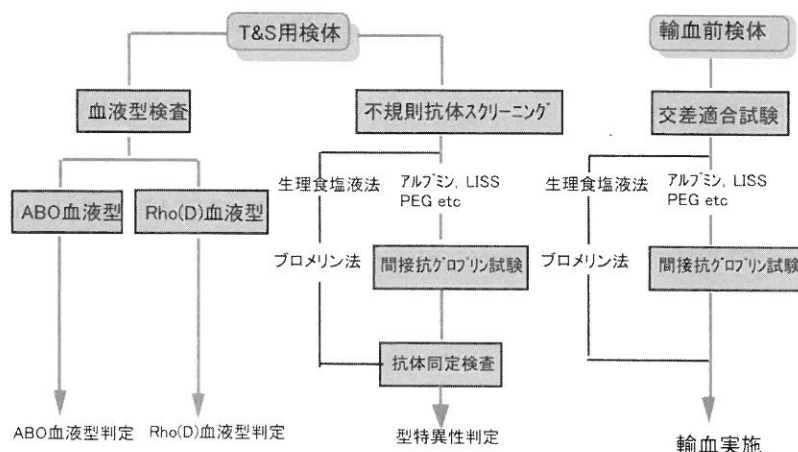 T&S用検体
輸血前検体
血液型検査
不規則抗体スクリーニング
交差適合試験
生理食塩液法
アルブミン, LISS
PEG etc
生理食塩液法
アルブミン, LISS
PEG etc
ABO血液型
Rho(D)血液型
ブロメリン法
間接抗グロブリン試験
ブロメリン法
間接抗グロブリン試験
抗体同定検査
ABO血液型判定
Rho(D)血液型判定
型特異性判定
輸血実施